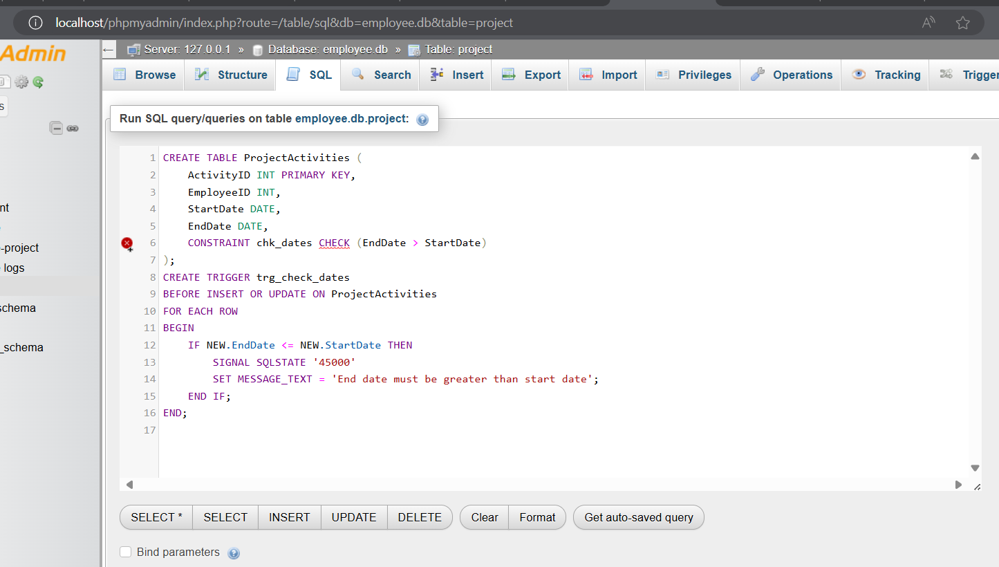 localhost/phpmyadmin/index.php?route=/table/sql&db=employee.db&table=project
Admin
Server: 127.0.0.1 » Database: employee.db » Table: project
Browse Structure SQL Search Insert Export Import Privileges Operations Tracking Trigger
s
nt
-project
logs
schema
_schema
Run SQL query/queries on table employee.db.project:
1 CREATE TABLE ProjectActivities (
2 ActivityID INT PRIMARY KEY,
3 EmployeeID INT,
4 StartDate DATE,
5 EndDate DATE,
6 CONSTRAINT chk_dates CHECK (EndDate > StartDate)
7 );
8 CREATE TRIGGER trg_check_dates
9 BEFORE INSERT OR UPDATE ON ProjectActivities
10 FOR EACH ROW
11 BEGIN
12 IF NEW.EndDate <= NEW.StartDate THEN
13 SIGNAL SQLSTATE '45000'
14 SET MESSAGE_TEXT = 'End date must be greater than start date';
15 END IF;
16 END;
17
SELECT * SELECT INSERT UPDATE DELETE Clear Format Get auto-saved query
Bind parameters